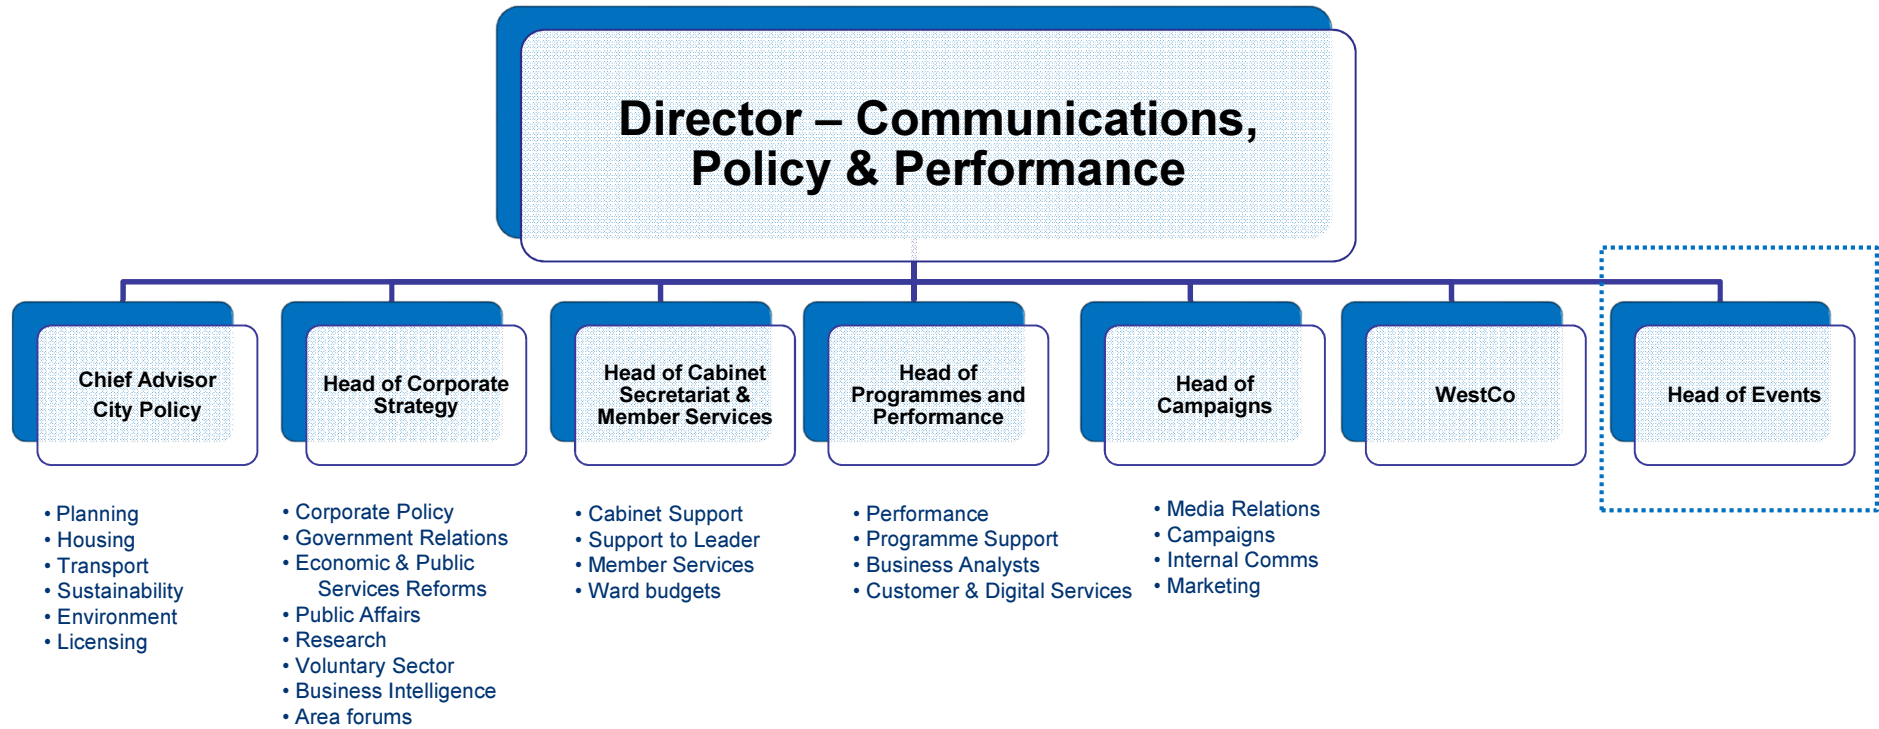 Director – Communications,
Policy & Performance
Chief Advisor
City Policy
Head of Corporate
Strategy
Head of Cabinet
Secretariat &
Member Services
Head of
Programmes and
Performance
Head of
Campaigns
WestCo
Head of Events
• Planning
• Housing
• Transport
• Sustainability
• Environment
• Licensing
• Corporate Policy
• Government Relations
• Economic & Public
Services Reforms
• Public Affairs
• Research
• Voluntary Sector
• Business Intelligence
• Area forums
• Cabinet Support
• Support to Leader
• Member Services
• Ward budgets
• Performance
• Programme Support
• Business Analysts
• Customer & Digital Services
• Media Relations
• Campaigns
• Internal Comms
• Marketing